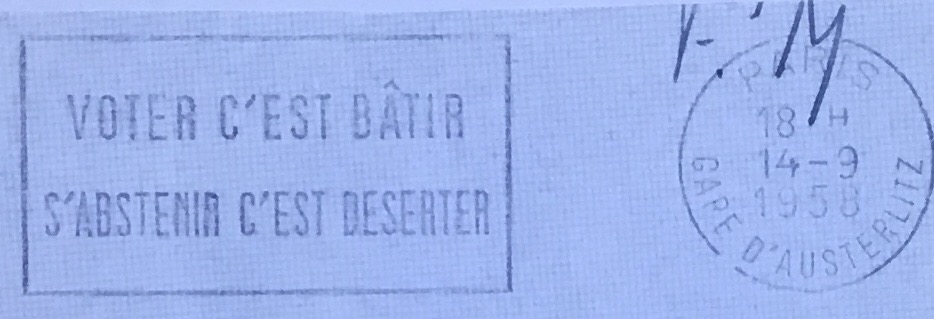 VOTER C'EST BÂTIR
S'ABSTENIR C'EST DESERTER
PARIS
18 H
14-9
1958
GARE D'AUSTERLITZ